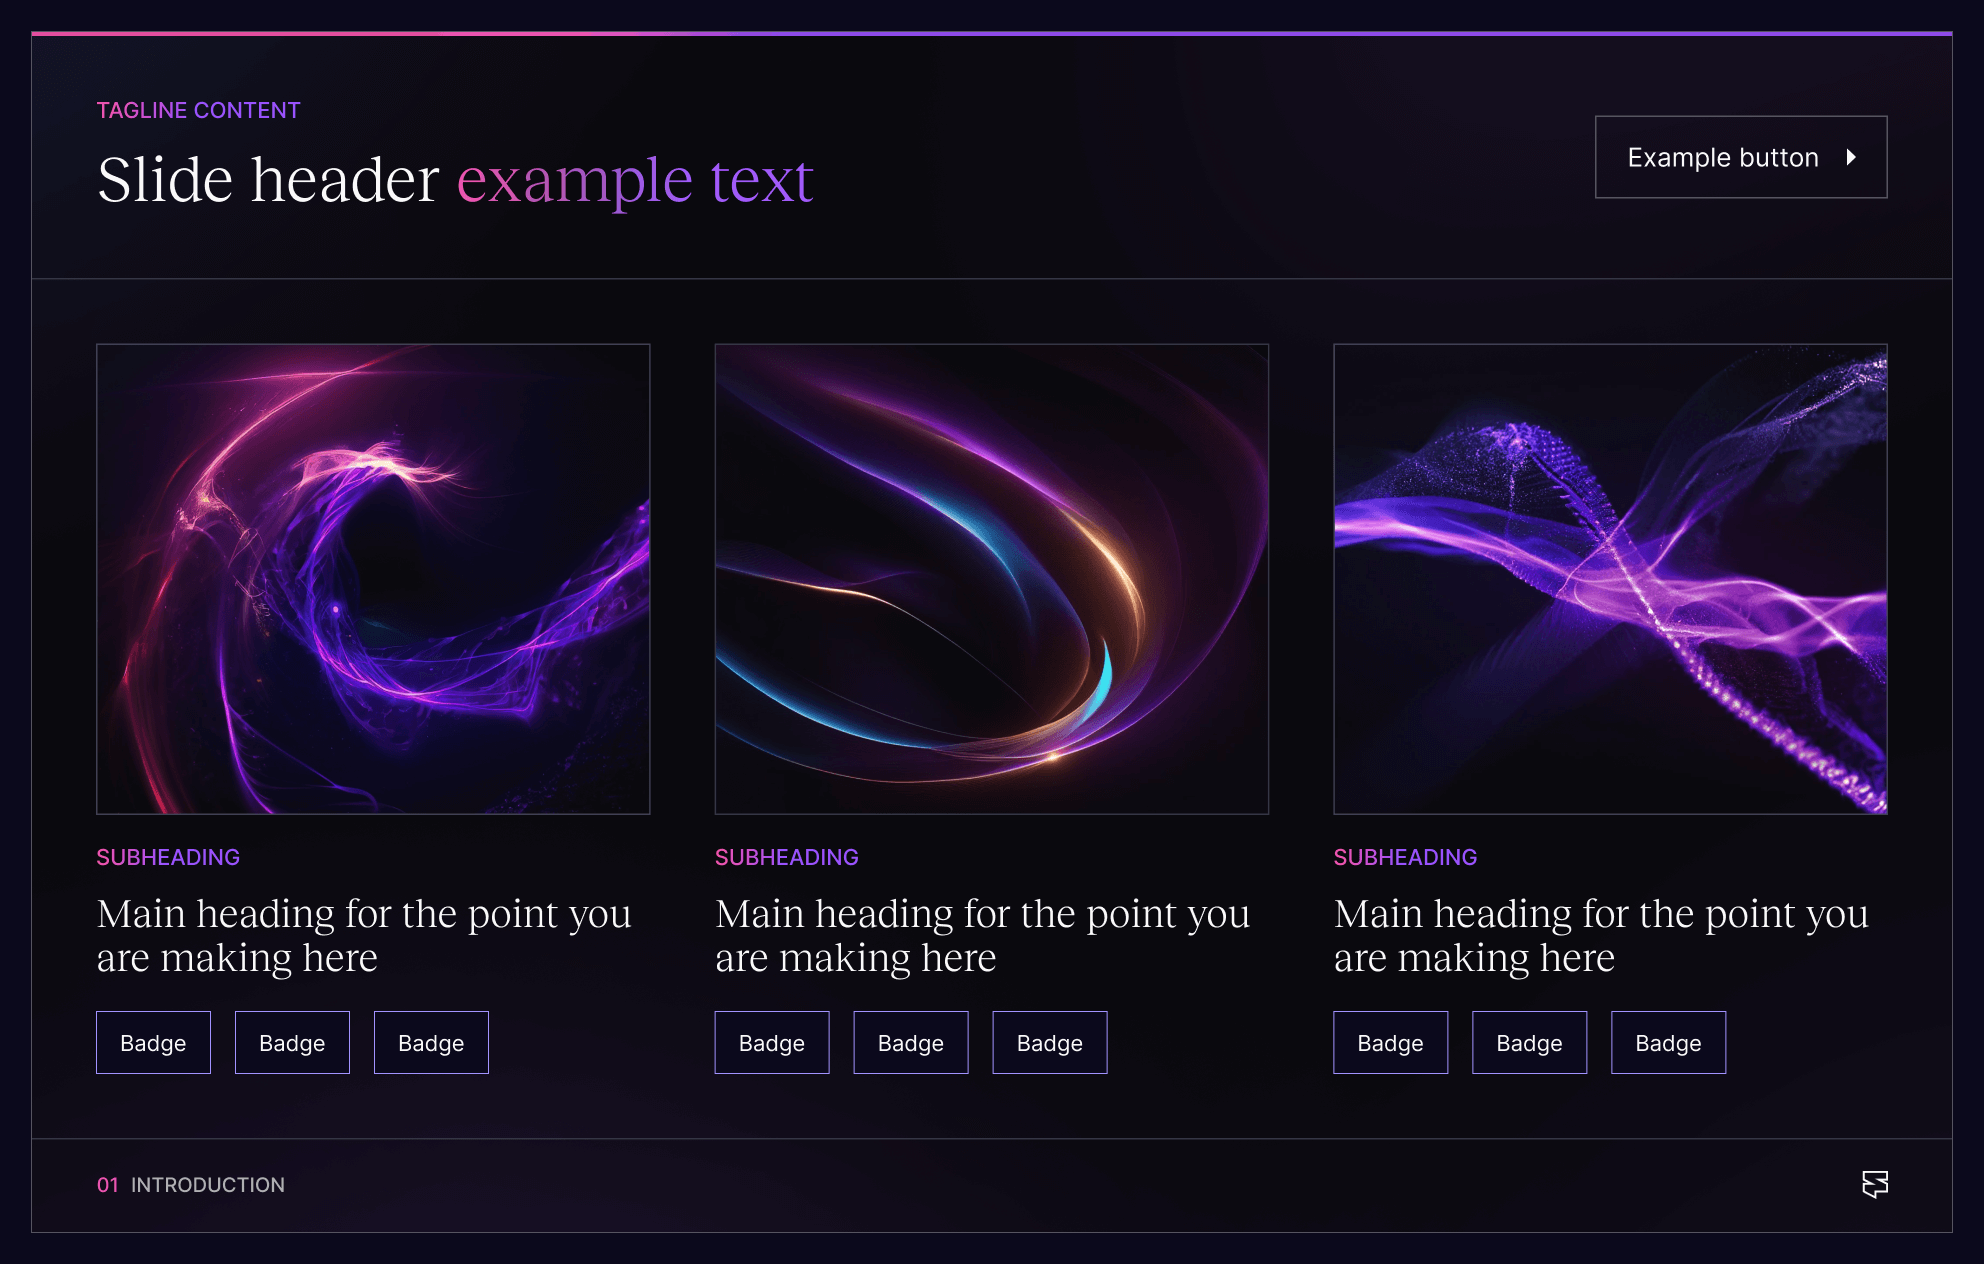 TAGLINE CONTENT
Slide header example text
Example button
SUBHEADING
Main heading for the point you
are making here
Badge
Badge
Badge
SUBHEADING
Main heading for the point you
are making here
Badge
Badge
Badge
SUBHEADING
Main heading for the point you
are making here
Badge
Badge
Badge
01 INTRODUCTION